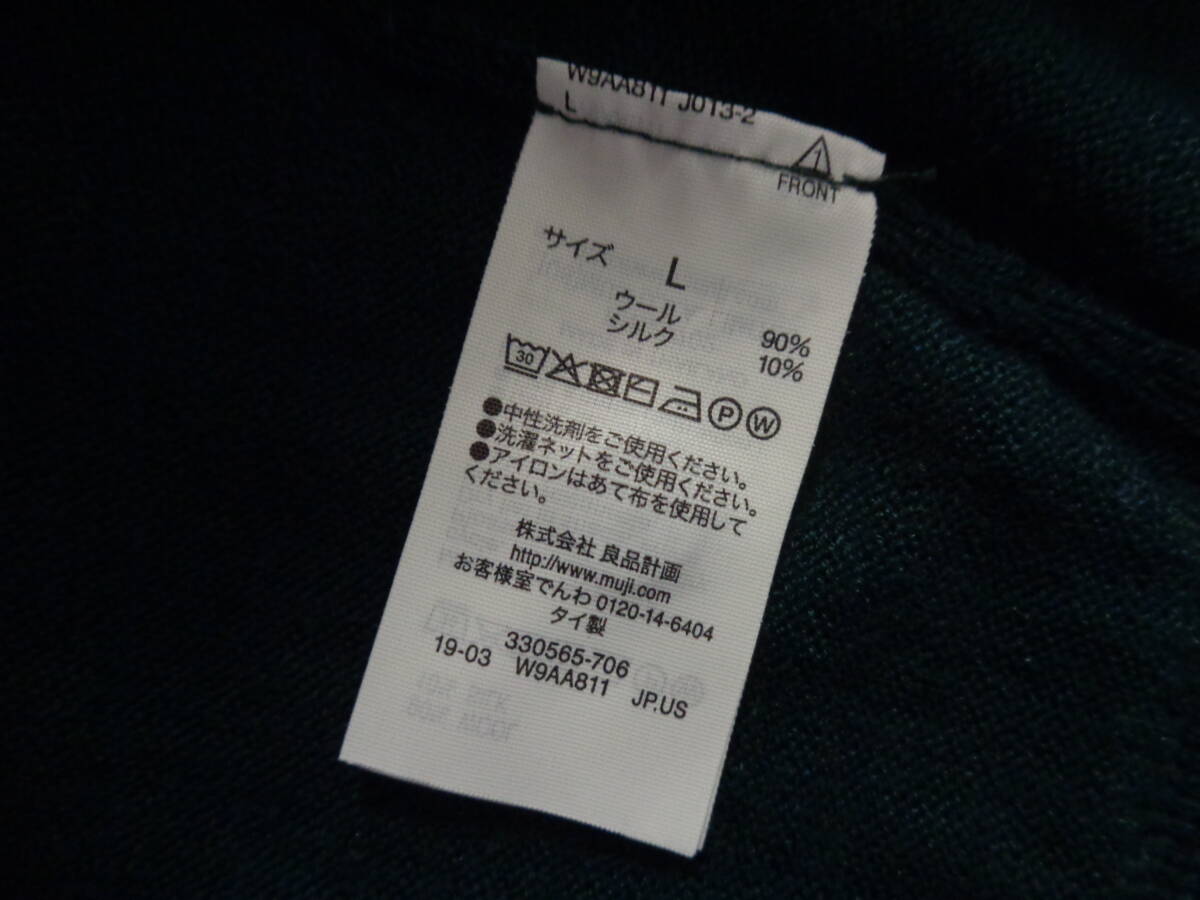 W9AA811 J013-2
L
1
FRONT
サイズ L
ウール 90%
シルク 10%
30 P W
●中性洗剤をご使用ください。
●洗濯ネットをご使用ください。
●アイロンはあて布を使用して
ください。
株式会社 良品計画
http://www.muji.com
お客様室でんわ 0120-14-6404
タイ製
330565-706
19-03 W9AA811 JP.US